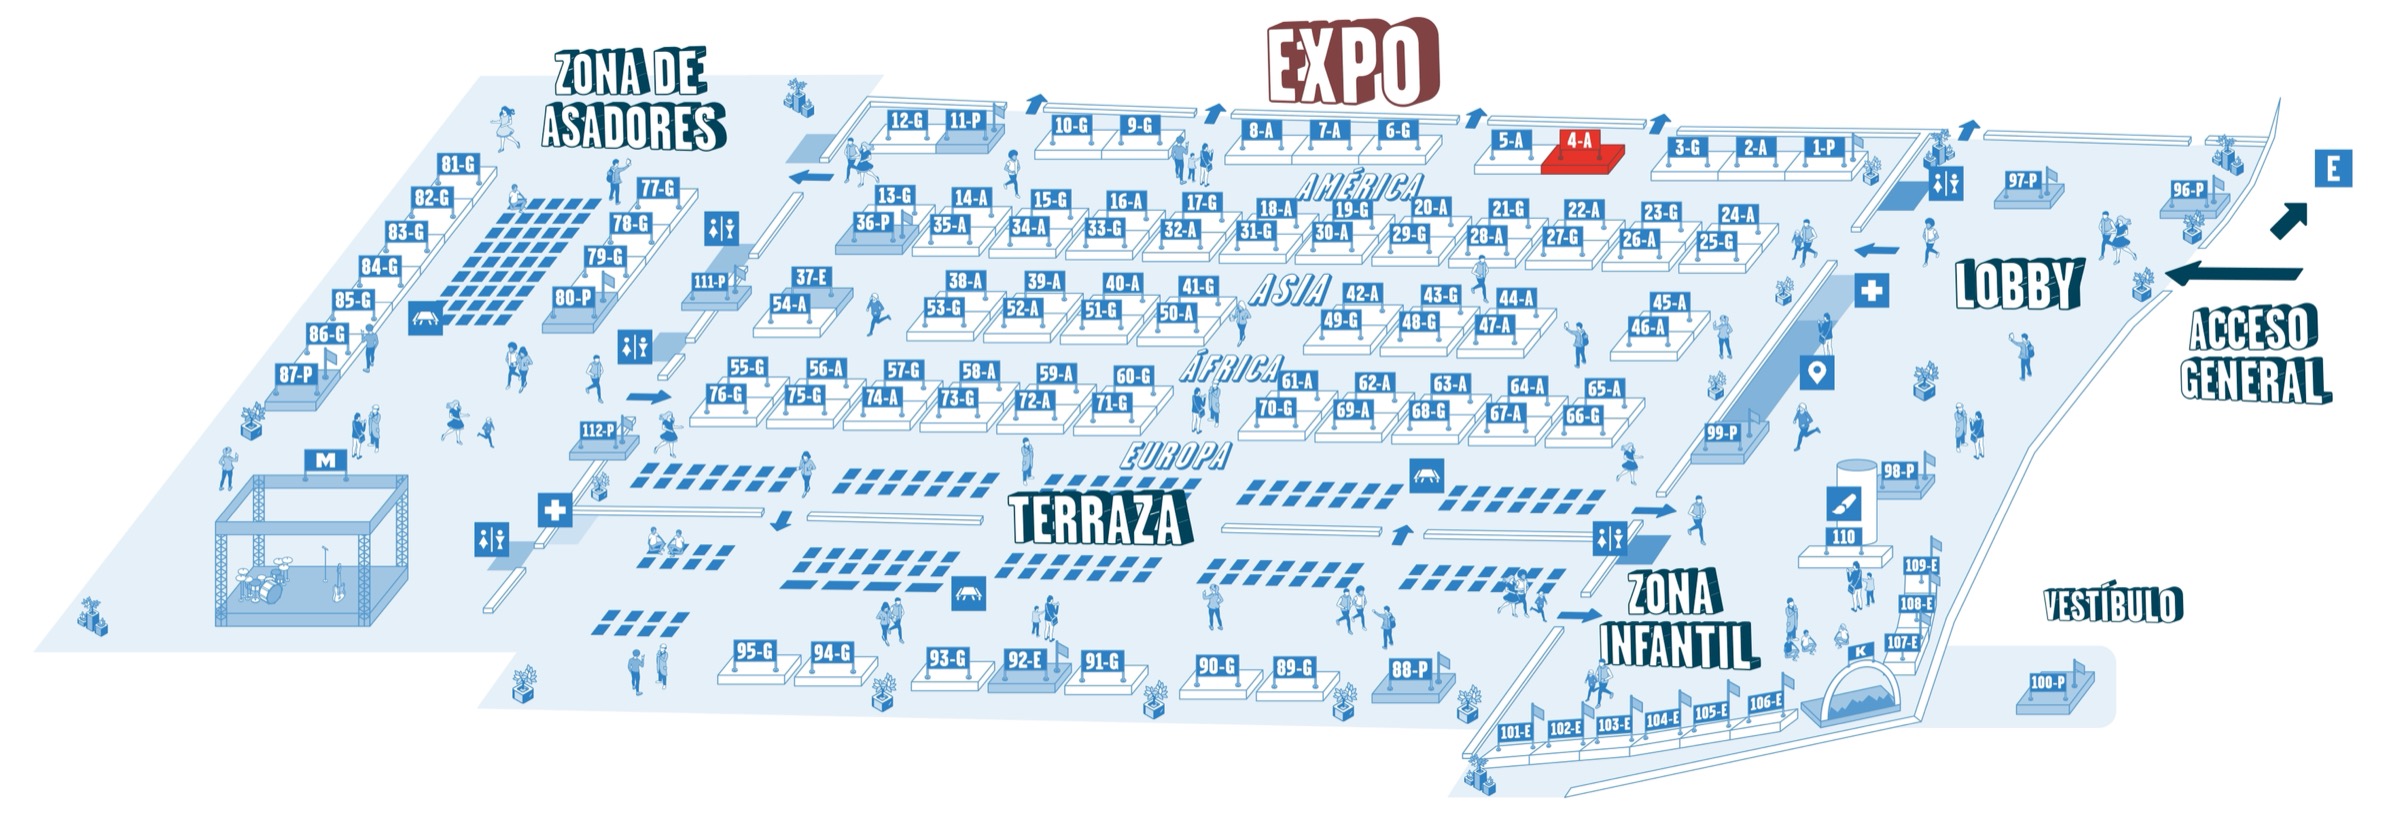 EXPO
ZONA DE
ASADORES
12-G 11-P 10-G 9-G 8-A 7-A 6-G 5-A 4-A 3-G 2-A 1-P
E
97-P 96-P
AMÉRICA
81-G
82-G
83-G
84-G
85-G
86-G
87-P
77-G
78-G
79-G
80-P
13-G 14-A 15-G 16-A 17-G 18-A 19-G 20-A 21-G 22-A 23-G 24-A
36-P 35-A 34-A 33-G 32-A 31-G 30-A 29-G 28-A 27-G 26-A 25-G
ASIA
LOBBY
111-P
37-E 38-A 39-A 40-A 41-G 42-A 43-G 44-A 45-A
54-A 53-G 52-A 51-G 50-A 49-G 48-G 47-A 46-A
ACCESO
GENERAL
ÁFRICA
55-G 56-A 57-G 58-A 59-A 60-G 61-A 62-A 63-A 64-A 65-A
76-G 75-G 74-A 73-G 72-A 71-G 70-G 69-A 68-G 67-A 66-G
112-P
99-P
EUROPA
M
98-P
TERRAZA
110
109-E
108-E
107-E
ZONA
INFANTIL
VESTÍBULO
K
95-G 94-G 93-G 92-E 91-G 90-G 89-G 88-P
100-P
101-E 102-E 103-E 104-E 105-E 106-E